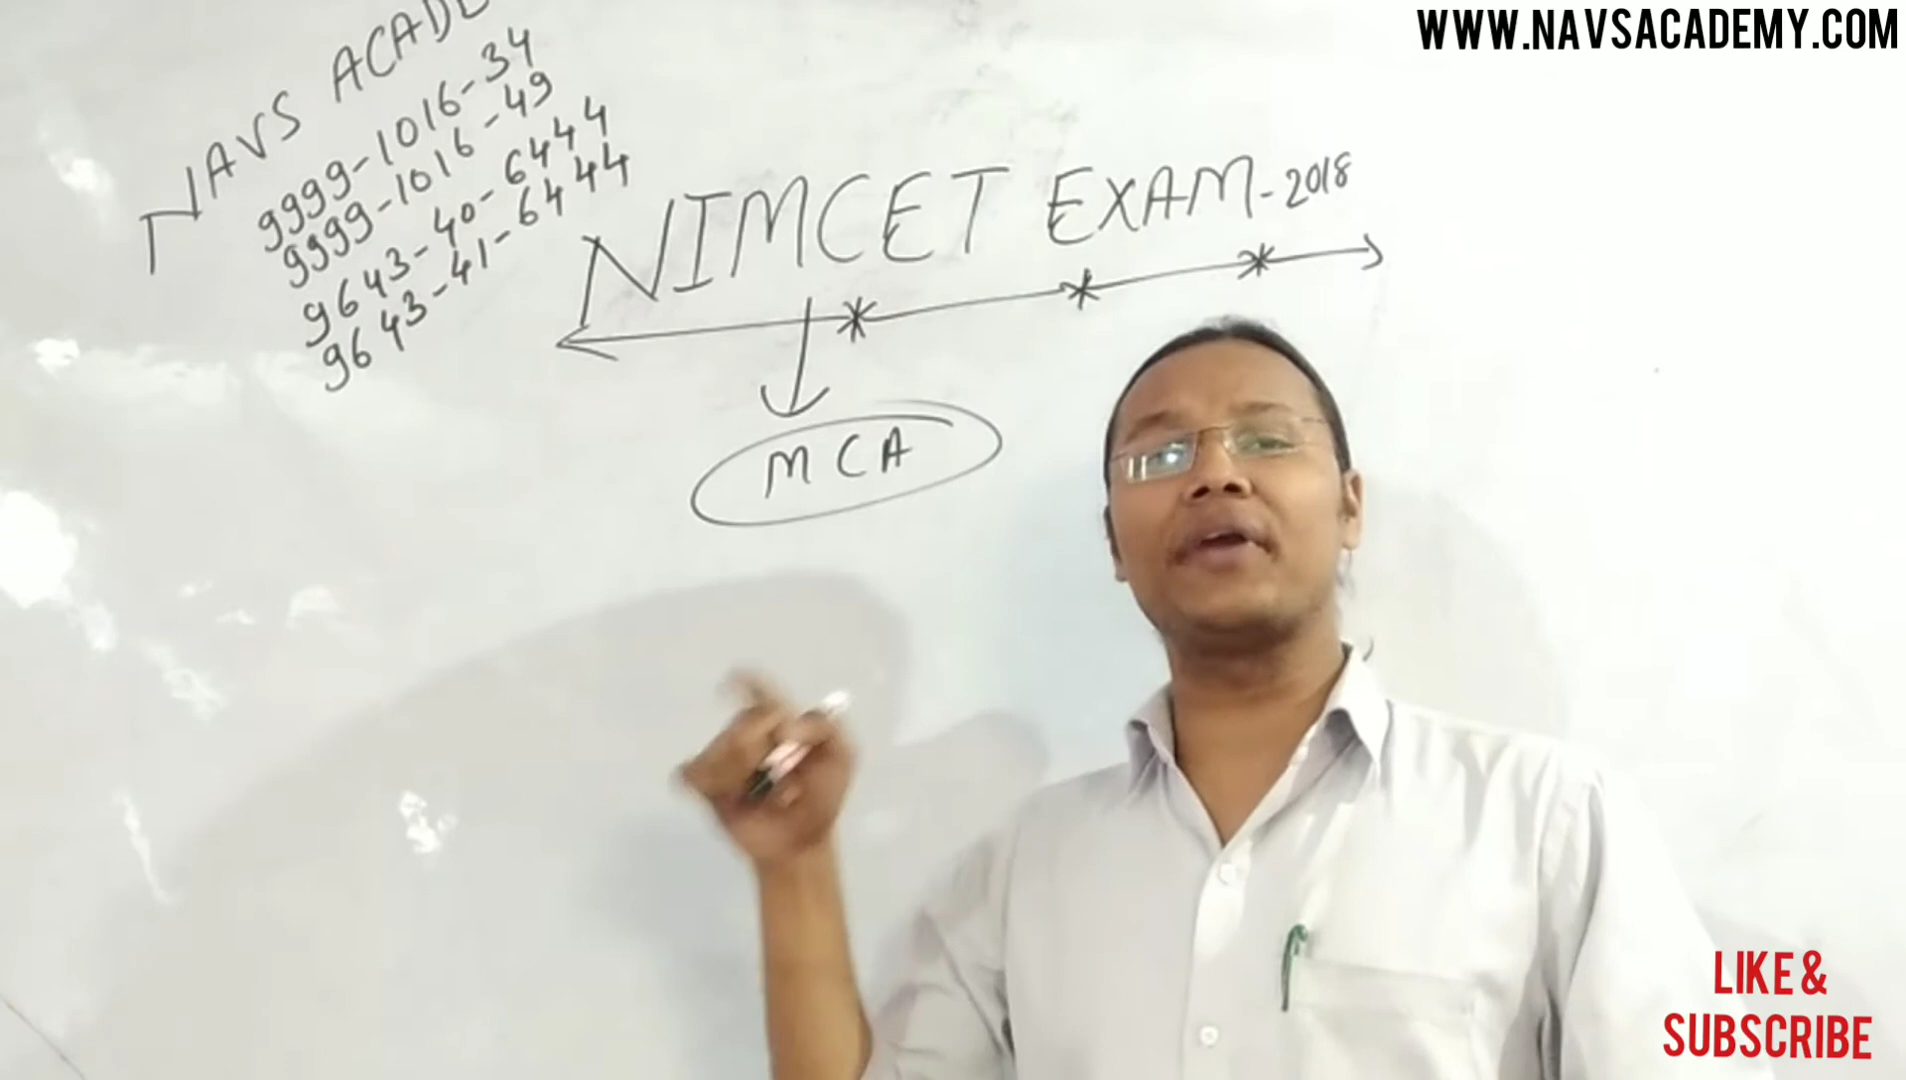 WWW.NAVSACADEMY.COM
NAVS ACADE
9999-1016-34
9999-1016-49
9643-40-6444
9643-41-6444
NIMCET EXAM-2018
MCA
LIKE &
SUBSCRIBE